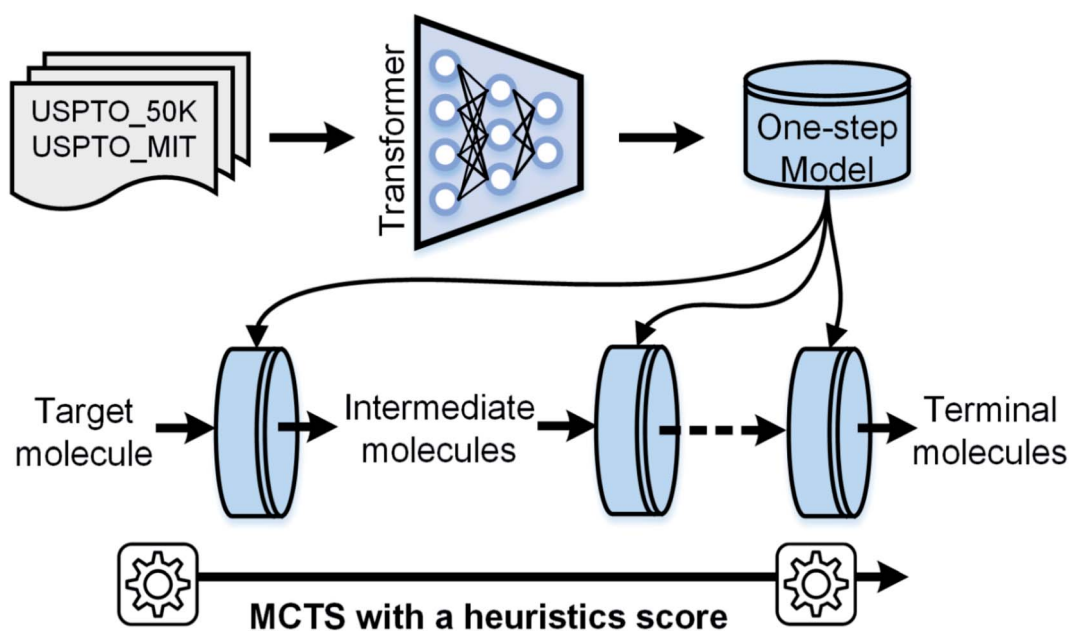 USPTO_50K
USPTO_MIT
Transformer
One-step
Model
Target
molecule
Intermediate
molecules
Terminal
molecules
MCTS with a heuristics score